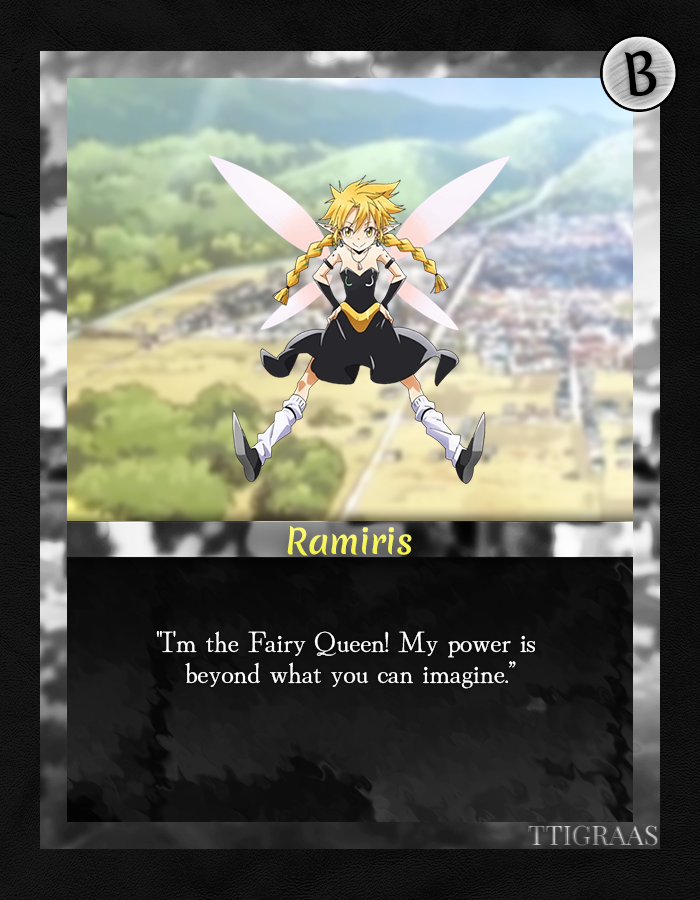 B
Ramiris
"I'm the Fairy Queen! My power is
beyond what you can imagine.”
TTIGRAAS